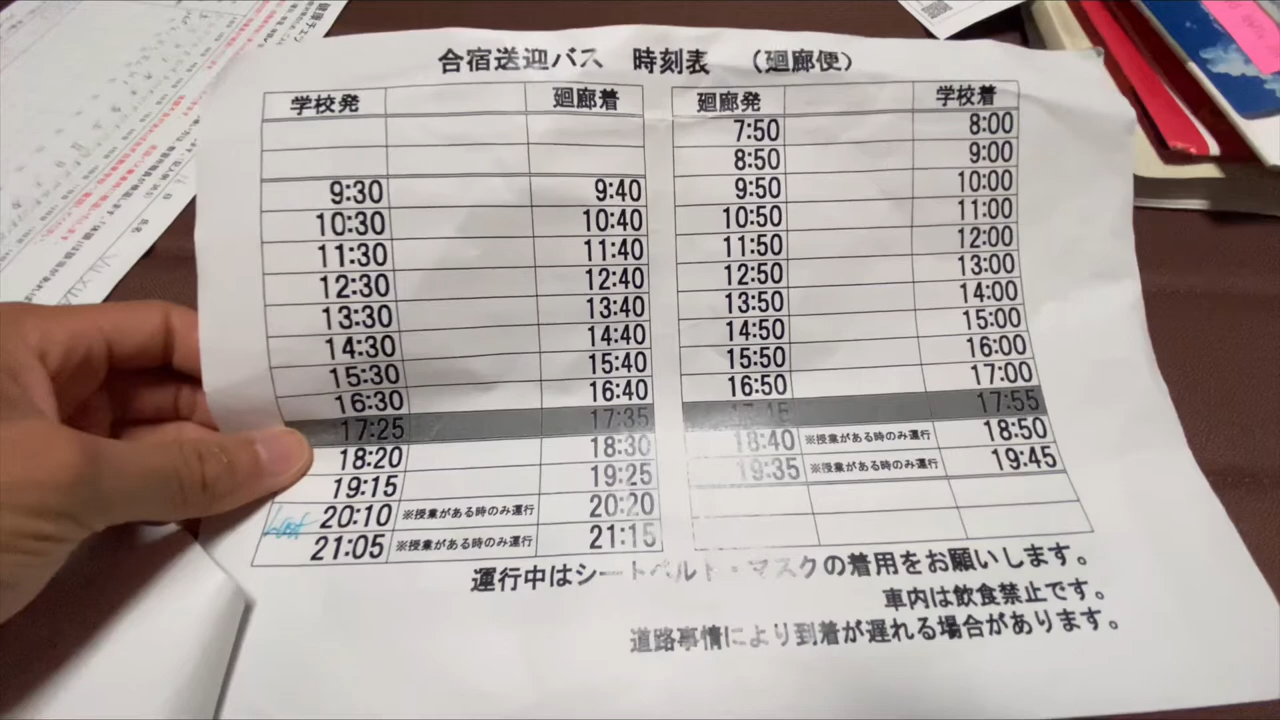 合宿送迎バス 時刻表 (廻廊便)
学校発 廻廊着
9:30 9:40
10:30 10:40
11:30 11:40
12:30 12:40
13:30 13:40
14:30 14:40
15:30 15:40
16:30 16:40
17:25 17:35
18:20 18:30
19:15 19:25
20:10 ※授業がある時のみ運行 20:20
21:05 ※授業がある時のみ運行 21:15
廻廊発 学校着
7:50 8:00
8:50 9:00
9:50 10:00
10:50 11:00
11:50 12:00
12:50 13:00
13:50 14:00
14:50 15:00
15:50 16:00
16:50 17:00
17:45 17:55
18:40 ※授業がある時のみ運行 18:50
19:35 ※授業がある時のみ運行 19:45
運行中はシートベルト・マスクの着用をお願いします。
車内は飲食禁止です。
道路事情により到着が遅れる場合があります。